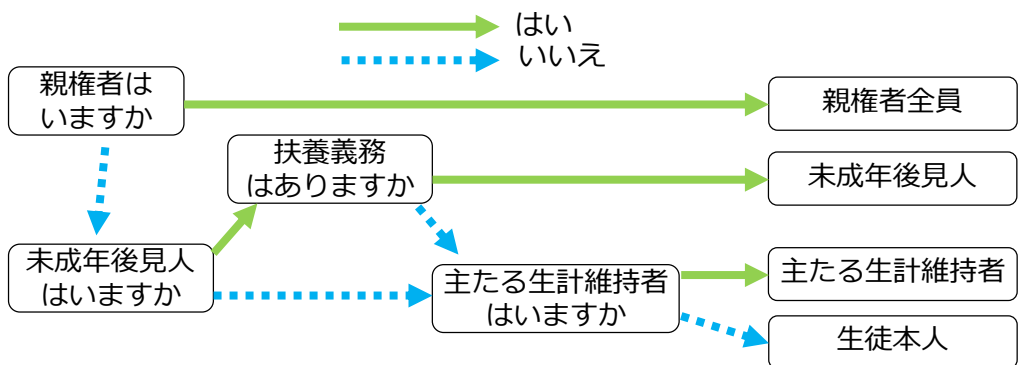 はい
いいえ
親権者は
いますか
親権者全員
扶養義務
はありますか
未成年後見人
未成年後見人
はいますか
主たる生計維持者
はいますか
主たる生計維持者
生徒本人